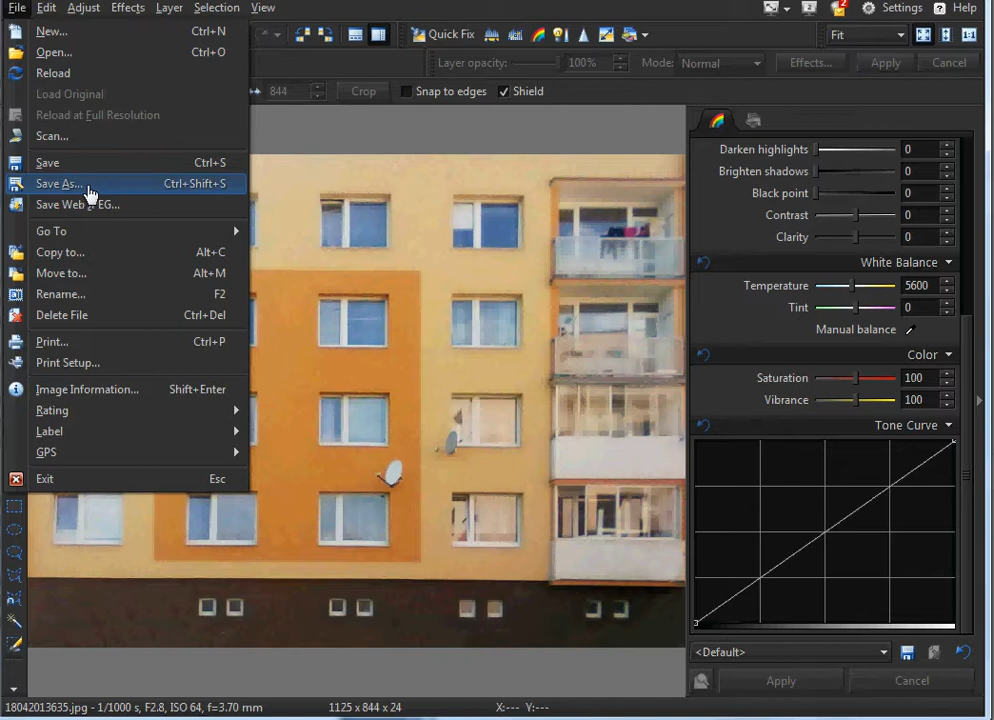 File Edit Adjust Effects Layer Selection View Settings Help
New... Ctrl+N
Open... Ctrl+O
Reload
Load Original
Reload at Full Resolution
Scan...
Save Ctrl+S
Save As... Ctrl+Shift+S
Go To
Copy to... Alt+C
Move to... Alt+M
Rename... F2
Delete File Ctrl+Del
Print... Ctrl+P
Print Setup...
Image Information... Shift+Enter
Rating
Label
GPS
Exit Esc
Quick Fix Fit 1:1
Layer opacity: 100% Mode: Normal Effects... Apply Cancel
844 Crop Snap to edges Shield
Darken highlights 0
Brighten shadows 0
Black point 0
Contrast 0
Clarity 0
White Balance
Temperature 5600
Tint 0
Manual balance
Color
Saturation 100
Vibrance 100
Tone Curve
<Default>
Apply Cancel
18042013635.jpg - 1/1000 s, F2.8, ISO 64, f=3.70 mm 1125 x 844 x 24 X:--- Y:---